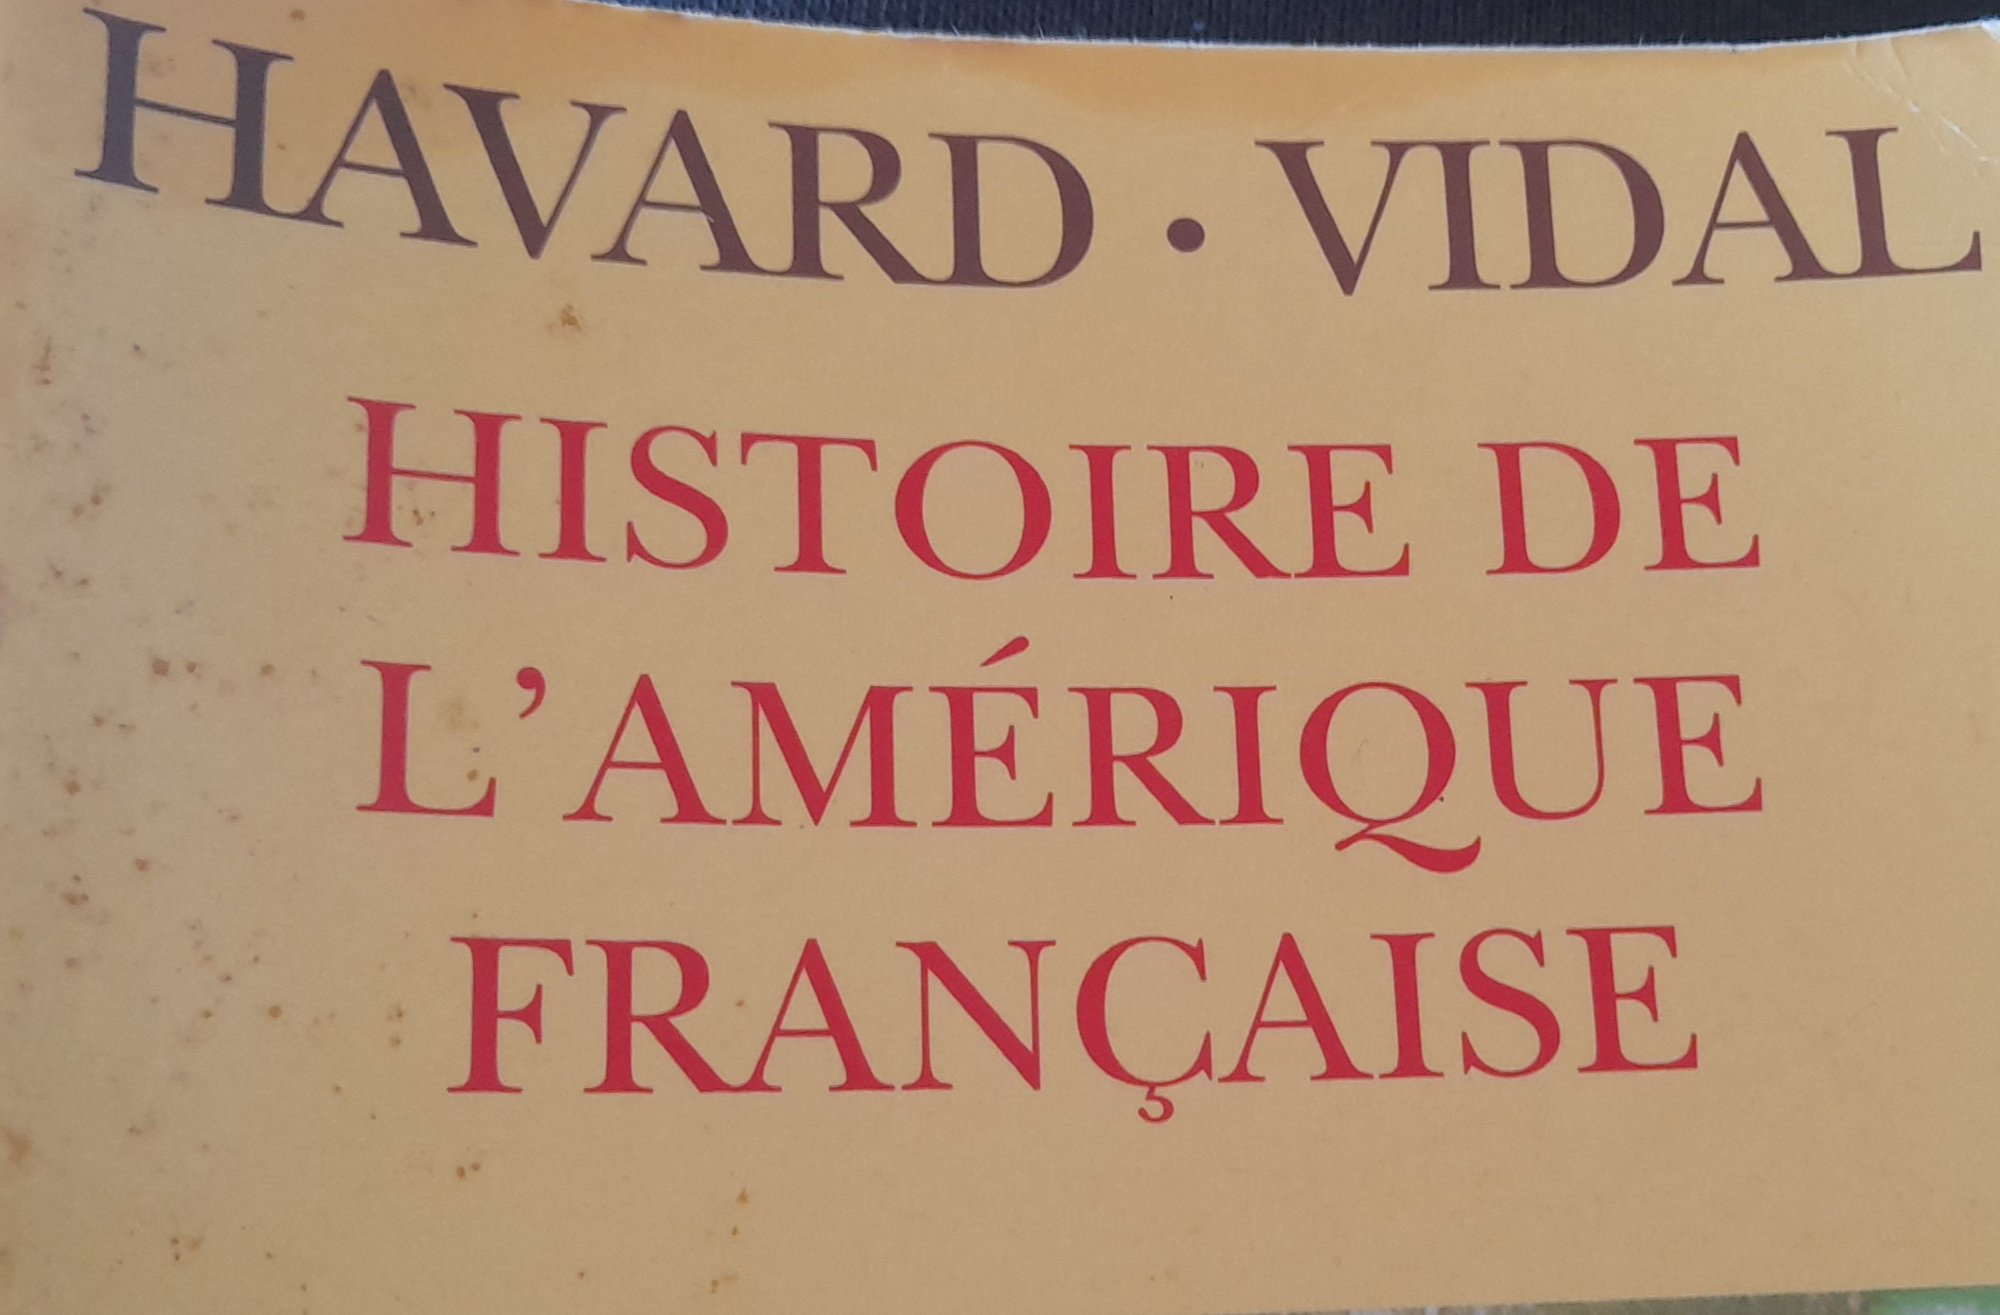 HAVARD · VIDAL
HISTOIRE DE
L’AMÉRIQUE
FRANÇAISE